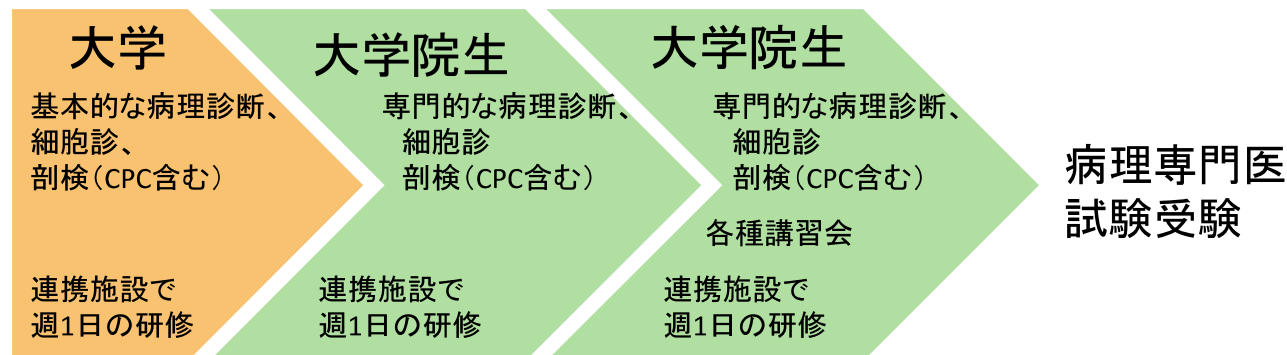 大学
基本的な病理診断、
細胞診、
剖検（CPC含む）
連携施設で
週1日の研修
大学院生
専門的な病理診断、
細胞診
剖検（CPC含む）
連携施設で
週1日の研修
大学院生
専門的な病理診断、
細胞診
剖検（CPC含む）
各種講習会
連携施設で
週1日の研修
病理専門医
試験受験